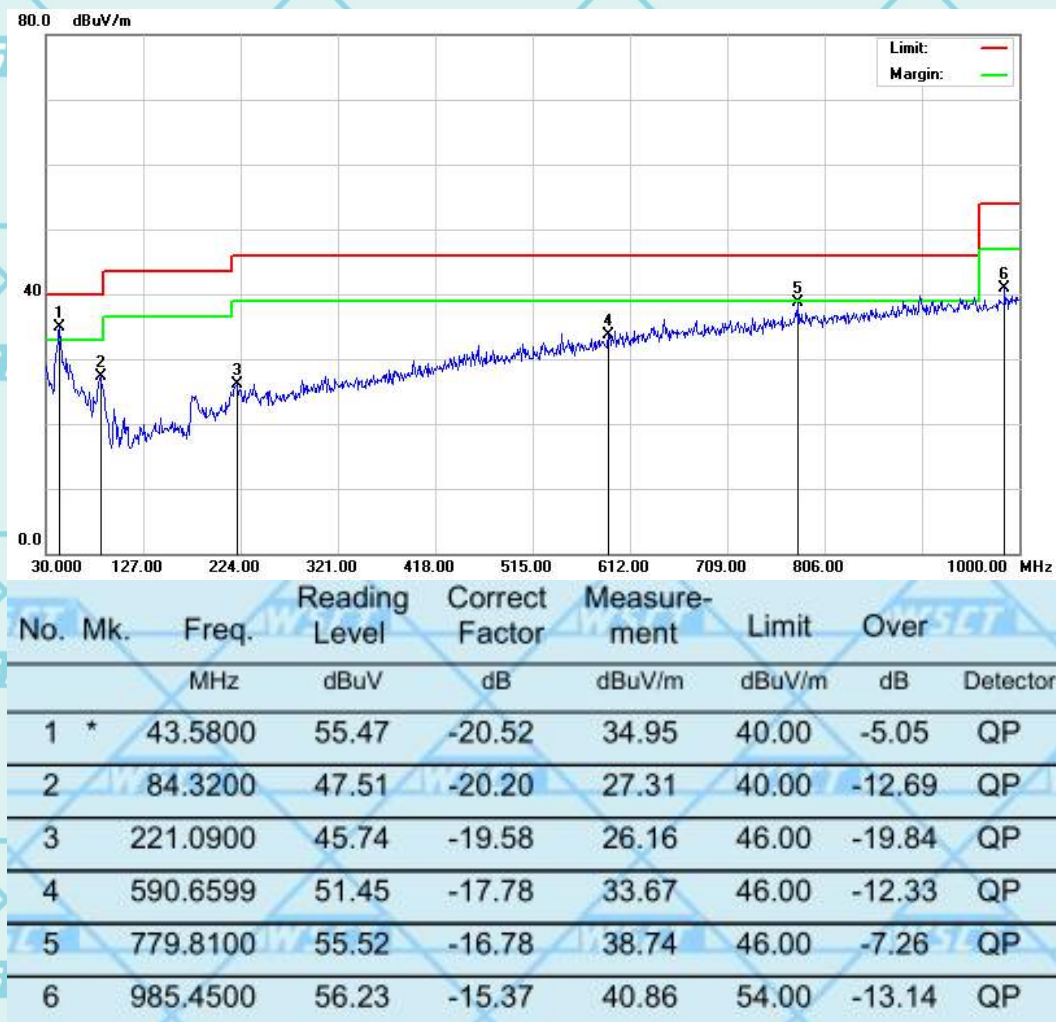 80.0 dBuV/m
Limit:
Margin:
1
2
3
4
5
6
40
0.0
30.000 127.00 224.00 321.00 418.00 515.00 612.00 709.00 806.00 1000.00 MHz
No. Mk. Freq. Reading Level Correct Factor Measure-ment Limit Over
MHz dBuV dB dBuV/m dBuV/m dB Detector
1 * 43.5800 55.47 -20.52 34.95 40.00 -5.05 QP
2 84.3200 47.51 -20.20 27.31 40.00 -12.69 QP
3 221.0900 45.74 -19.58 26.16 46.00 -19.84 QP
4 590.6599 51.45 -17.78 33.67 46.00 -12.33 QP
5 779.8100 55.52 -16.78 38.74 46.00 -7.26 QP
6 985.4500 56.23 -15.37 40.86 54.00 -13.14 QP